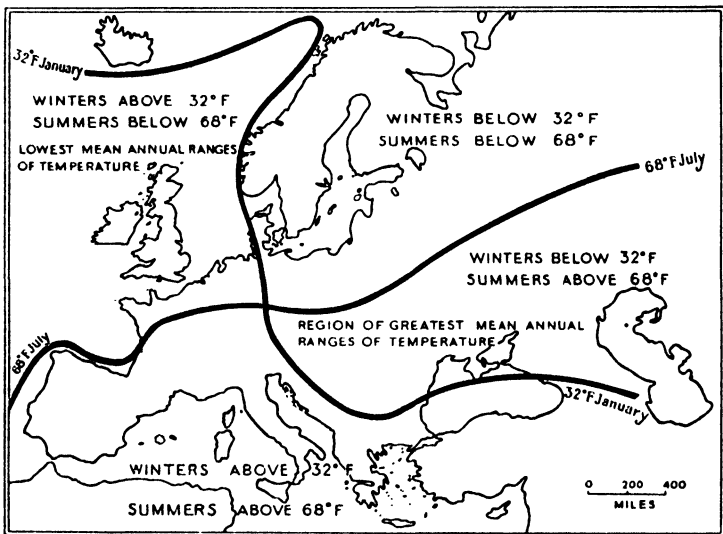 32°F January
WINTERS ABOVE 32°F
SUMMERS BELOW 68°F
LOWEST MEAN ANNUAL RANGES
OF TEMPERATURE
WINTERS BELOW 32°F
SUMMERS BELOW 68°F
68°F July
WINTERS BELOW 32°F
SUMMERS ABOVE 68°F
REGION OF GREATEST MEAN ANNUAL
RANGES OF TEMPERATURE
68°F July
32°F January
WINTERS ABOVE 32°F
SUMMERS ABOVE 68°F
0 200 400
MILES